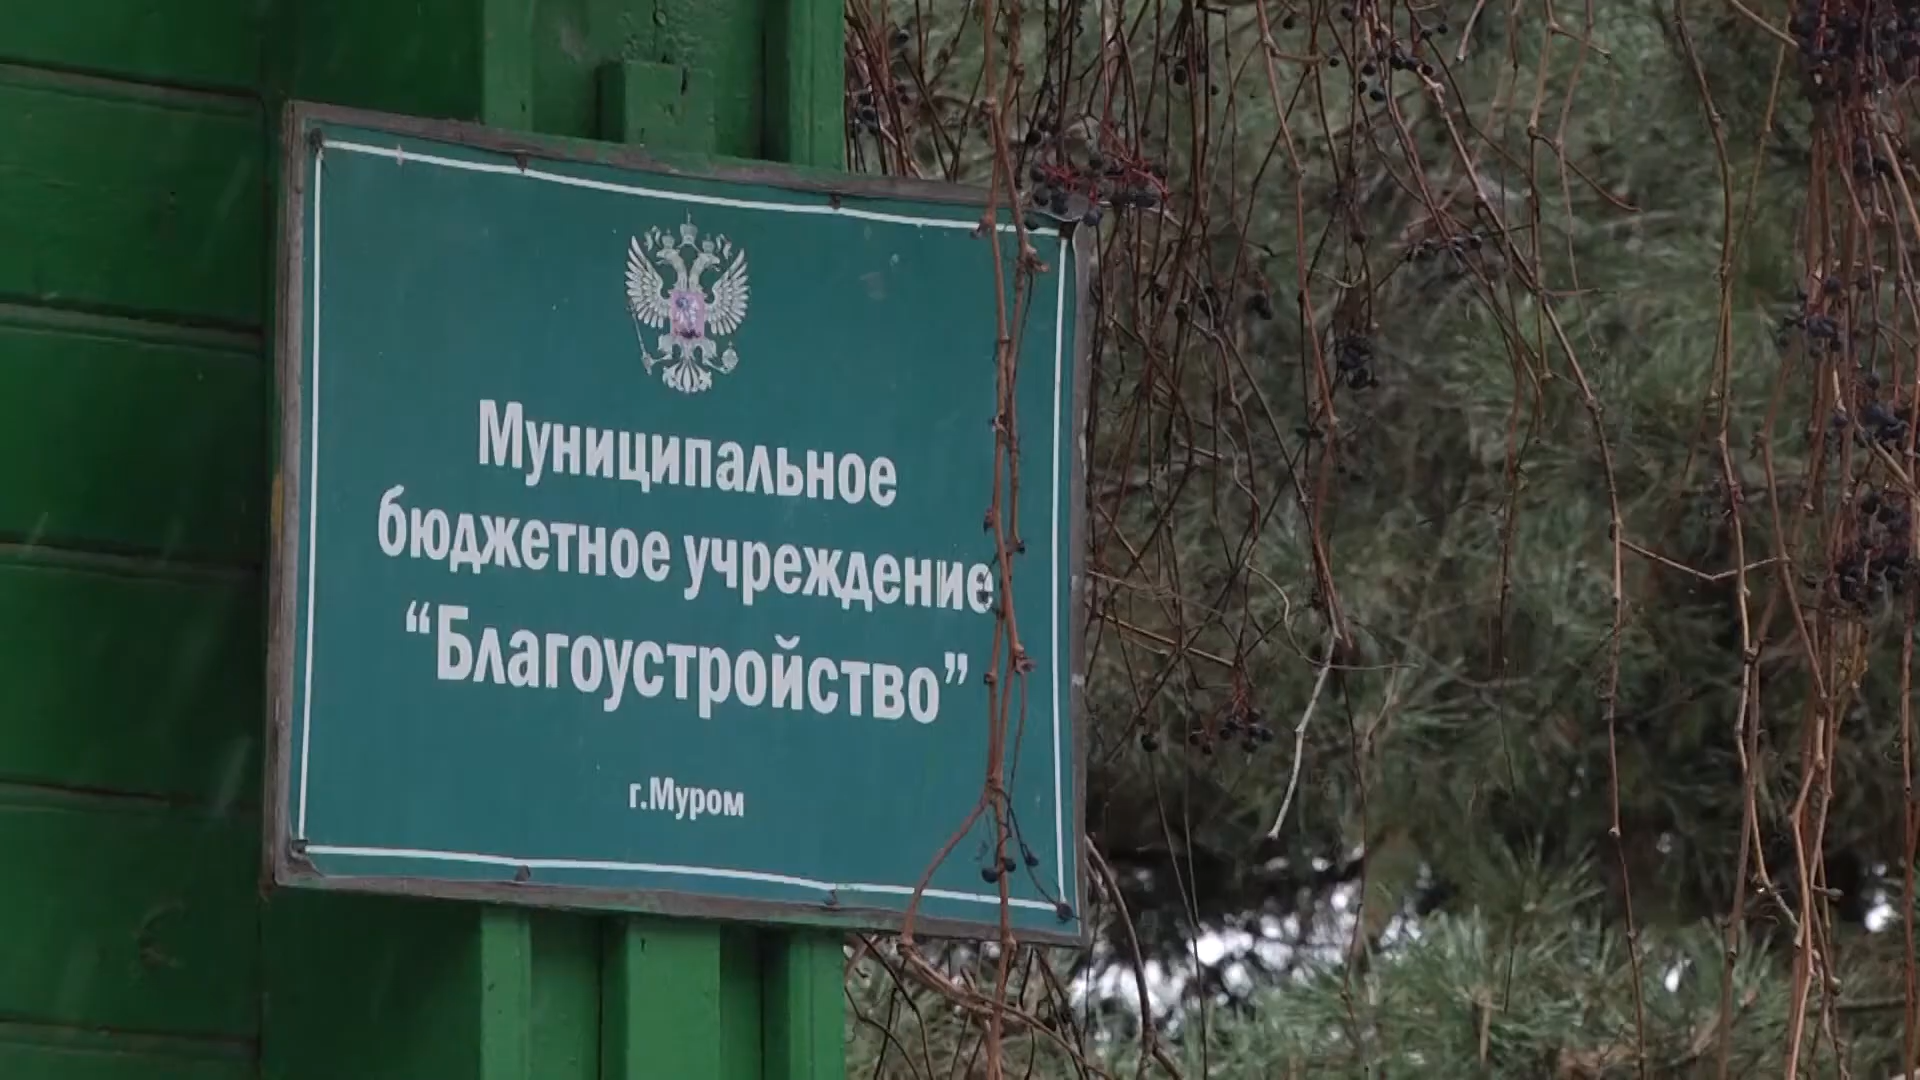 Муниципальное
бюджетное учреждение
“Благоустройство”
г.Муром